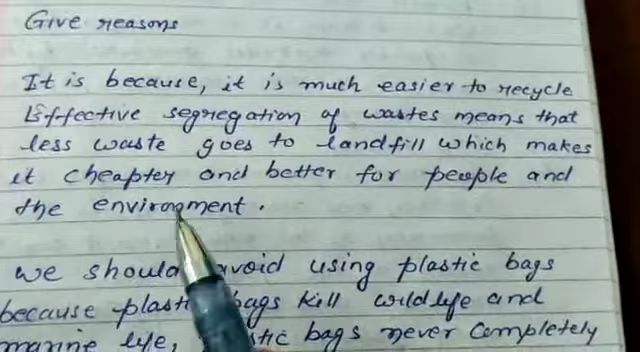 Give reasons
It is because, it is much easier to recycle
Effective segregation of wastes means that
less waste goes to landfill which makes
it cheapter and better for people and
the environment.
we should avoid using plastic bags
because plastic bags kill wildlife and
marine life, bags never completely